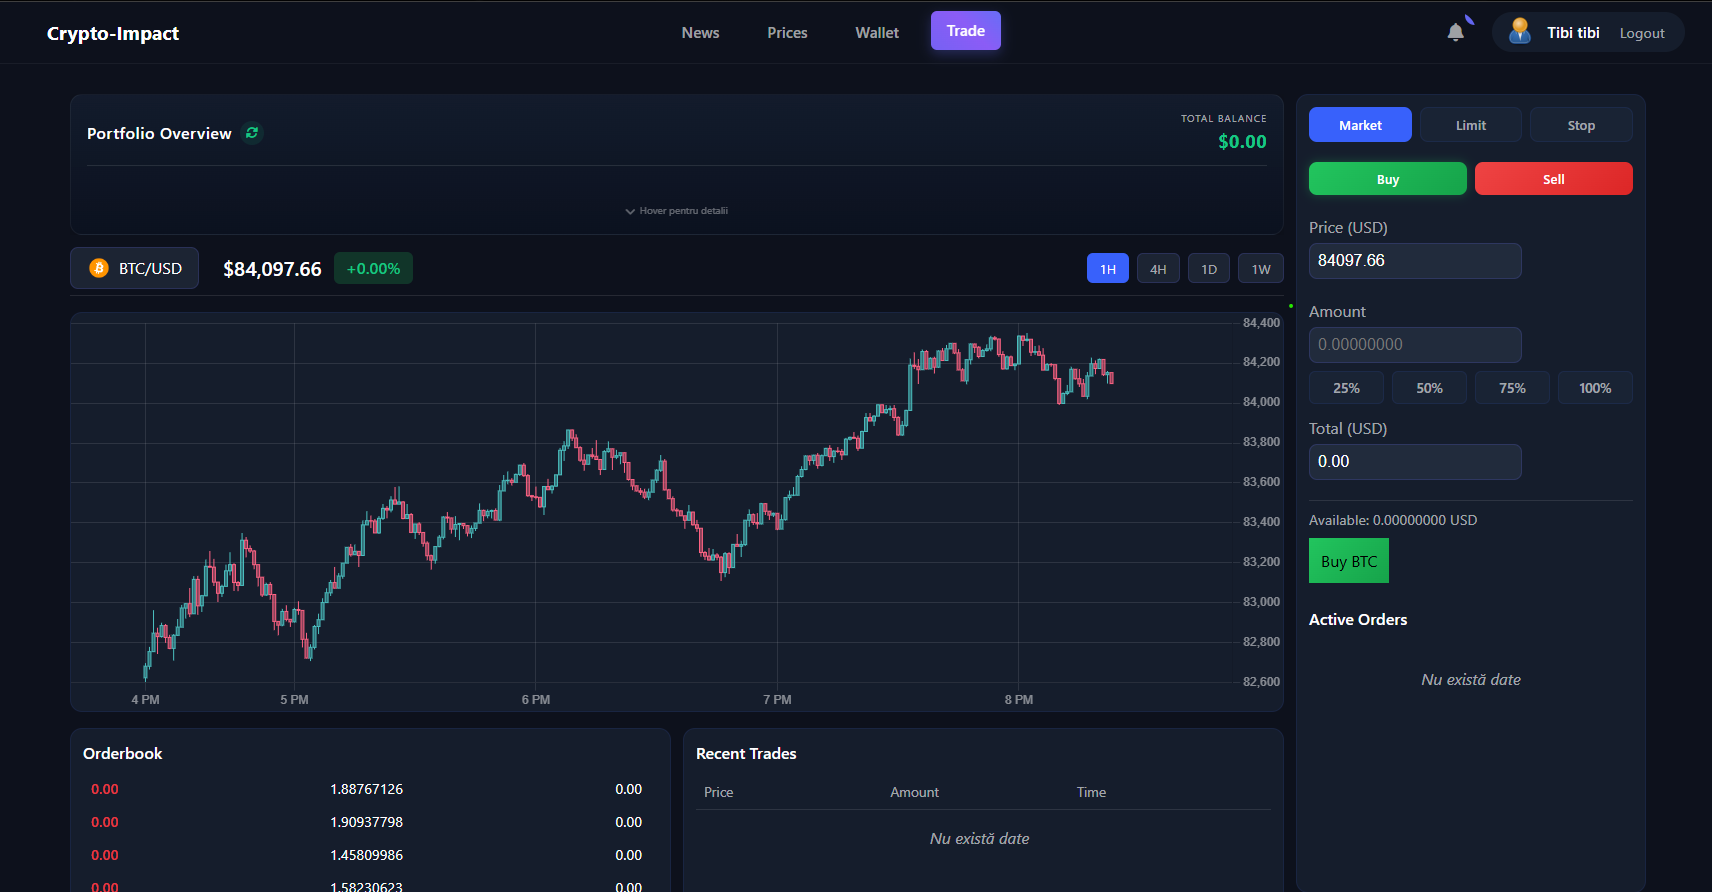 Crypto-Impact
News Prices Wallet Trade
Tibi tibi Logout
Portfolio Overview
TOTAL BALANCE
$0.00
Hover pentru detalii
BTC/USD $84,097.66 +0.00%
1H 4H 1D 1W
84,400
84,200
84,000
83,800
83,600
83,400
83,200
83,000
82,800
82,600
4 PM 5 PM 6 PM 7 PM 8 PM
Orderbook
0.00 1.88767126 0.00
0.00 1.90937798 0.00
0.00 1.45809986 0.00
0.00 1.58230623 0.00
Recent Trades
Price Amount Time
Nu există date
Market Limit Stop
Buy Sell
Price (USD)
84097.66
Amount
0.00000000
25% 50% 75% 100%
Total (USD)
0.00
Available: 0.00000000 USD
Buy BTC
Active Orders
Nu există date